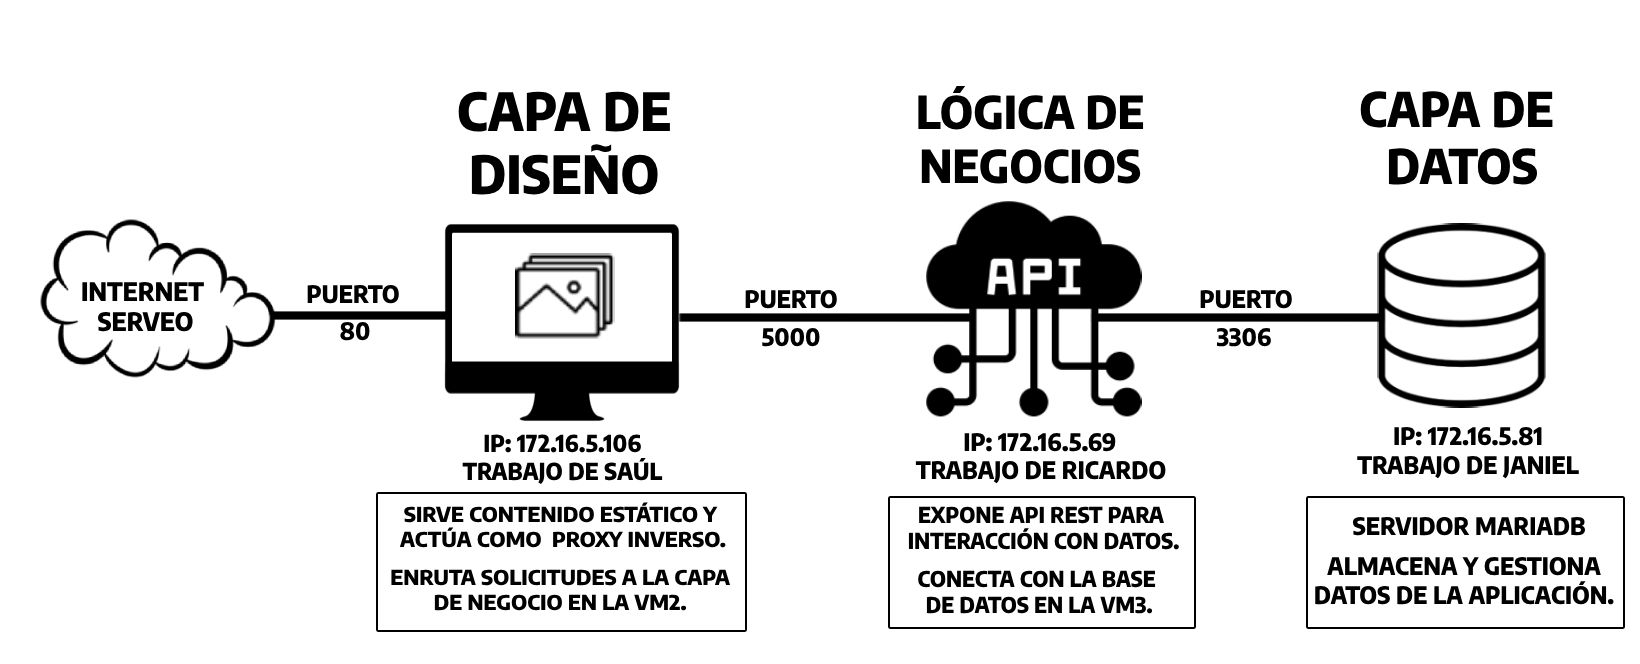 CAPA DE
DISEÑO
LÓGICA DE
NEGOCIOS
CAPA DE
DATOS
INTERNET
SERVEO
PUERTO
80
PUERTO
5000
API
PUERTO
3306
IP: 172.16.5.106
TRABAJO DE SAÚL
SIRVE CONTENIDO ESTÁTICO Y
ACTÚA COMO PROXY INVERSO.
ENRUTA SOLICITUDES A LA CAPA
DE NEGOCIO EN LA VM2.
IP: 172.16.5.69
TRABAJO DE RICARDO
EXPONE API REST PARA
INTERACCIÓN CON DATOS.
CONECTA CON LA BASE
DE DATOS EN LA VM3.
IP: 172.16.5.81
TRABAJO DE JANIEL
SERVIDOR MARIADB
ALMACENA Y GESTIONA
DATOS DE LA APLICACIÓN.